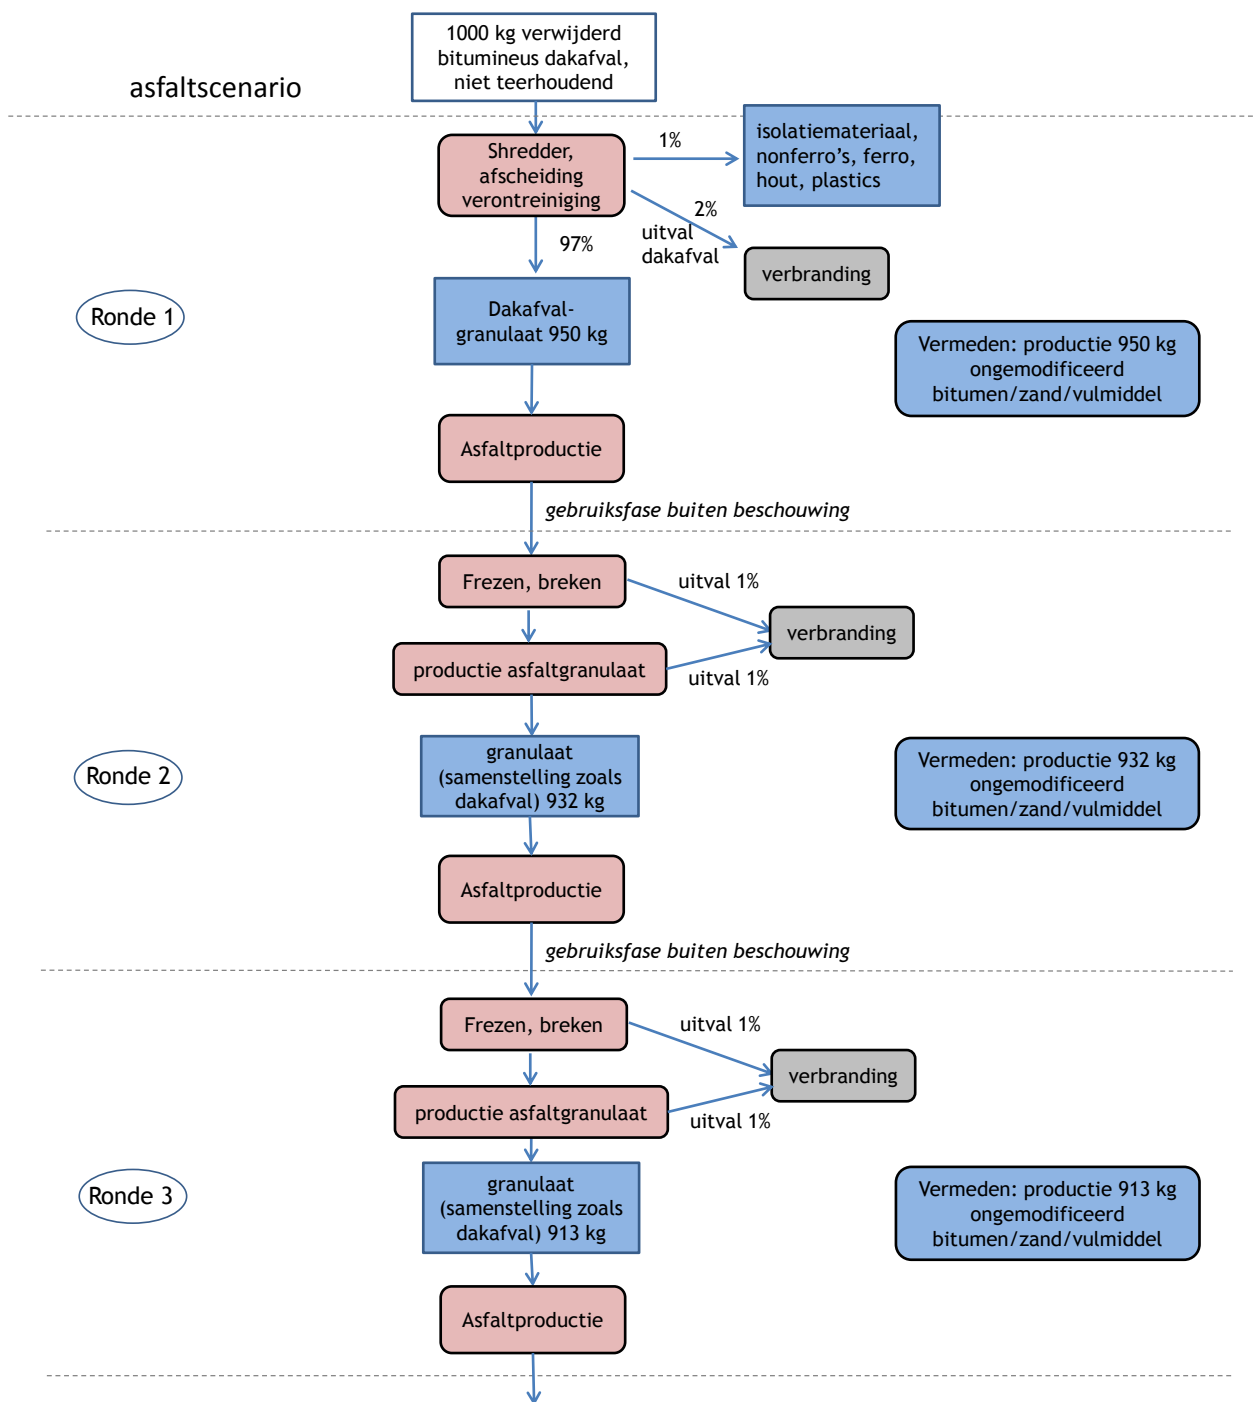 1000 kg verwijderd
bitumineus dakafval,
niet teerhoudend
asfaltscenario
Shredder,
afscheiding
verontreiniging
1%
isolatiemateriaal,
nonferro's, ferro,
hout, plastics
2%
uitval
dakafval
97%
verbranding
Ronde 1
Dakafval-
granulaat 950 kg
Vermeden: productie 950 kg
ongemodificeerd
bitumen/zand/vulmiddel
Asfaltproductie
gebruiksfase buiten beschouwing
Frezen, breken
uitval 1%
verbranding
productie asfaltgranulaat
uitval 1%
Ronde 2
granulaat
(samenstelling zoals
dakafval) 932 kg
Vermeden: productie 932 kg
ongemodificeerd
bitumen/zand/vulmiddel
Asfaltproductie
gebruiksfase buiten beschouwing
Frezen, breken
uitval 1%
verbranding
productie asfaltgranulaat
uitval 1%
Ronde 3
granulaat
(samenstelling zoals
dakafval) 913 kg
Vermeden: productie 913 kg
ongemodificeerd
bitumen/zand/vulmiddel
Asfaltproductie